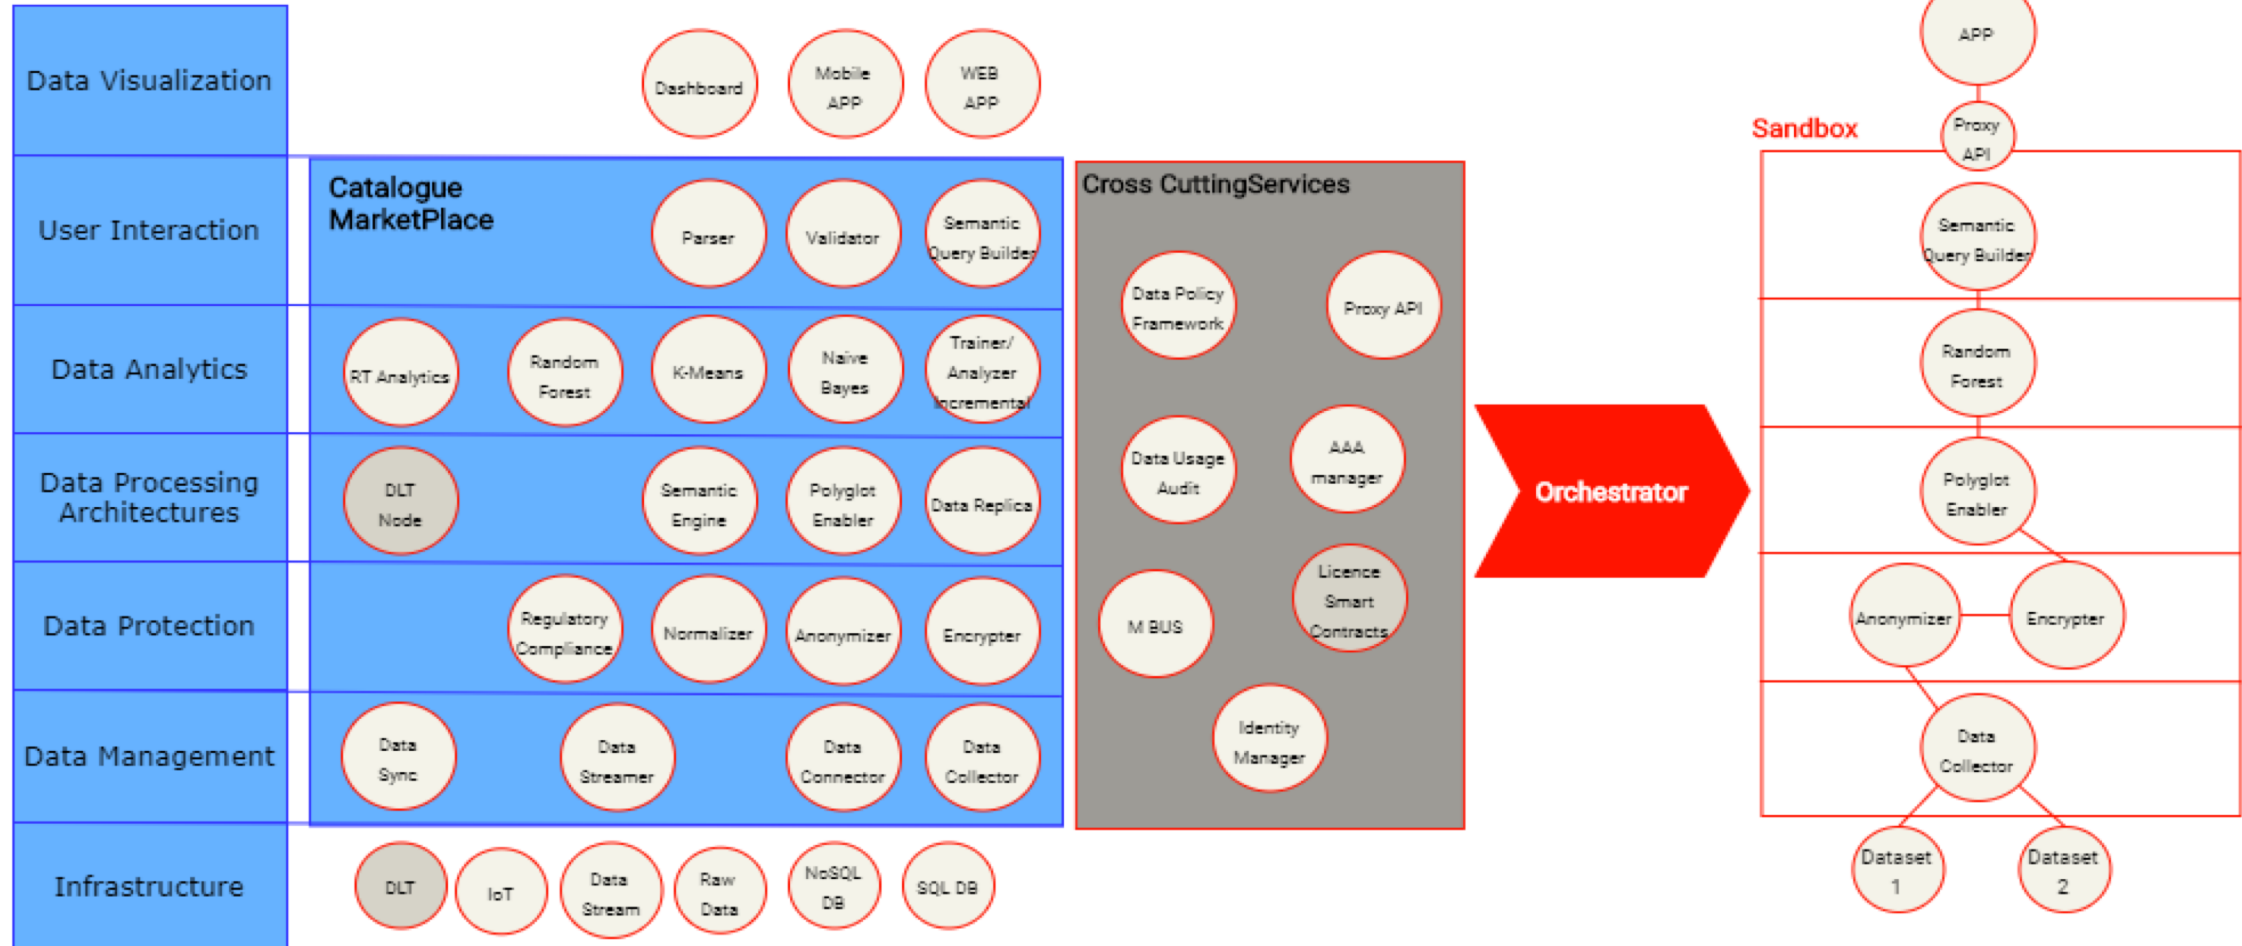 Data Visualization
Dashboard
Mobile
APP
WEB
APP
User Interaction
Catalogue
MarketPlace
Parser
Validator
Semantic
Query Builder
Data Analytics
RT Analytics
Random
Forest
K-Means
Naive
Bayes
Trainer/
Analyzer
Incremental
Data Processing
Architectures
DLT
Node
Semantic
Engine
Polyglot
Enabler
Data Replica
Data Protection
Regulatory
Compliance
Normalizer
Anonymizer
Encrypter
Data Management
Data
Sync
Data
Streamer
Data
Connector
Data
Collector
Infrastructure
DLT
IoT
Data
Stream
Raw
Data
NoSQL
DB
SQL DB
Cross CuttingServices
Data Policy
Framework
Proxy API
Data Usage
Audit
AAA
manager
M BUS
Licence
Smart
Contracts
Identity
Manager
Orchestrator
Sandbox
APP
Proxy
API
Semantic
Query Builder
Random
Forest
Polyglot
Enabler
Anonymizer
Encrypter
Data
Collector
Dataset
1
Dataset
2